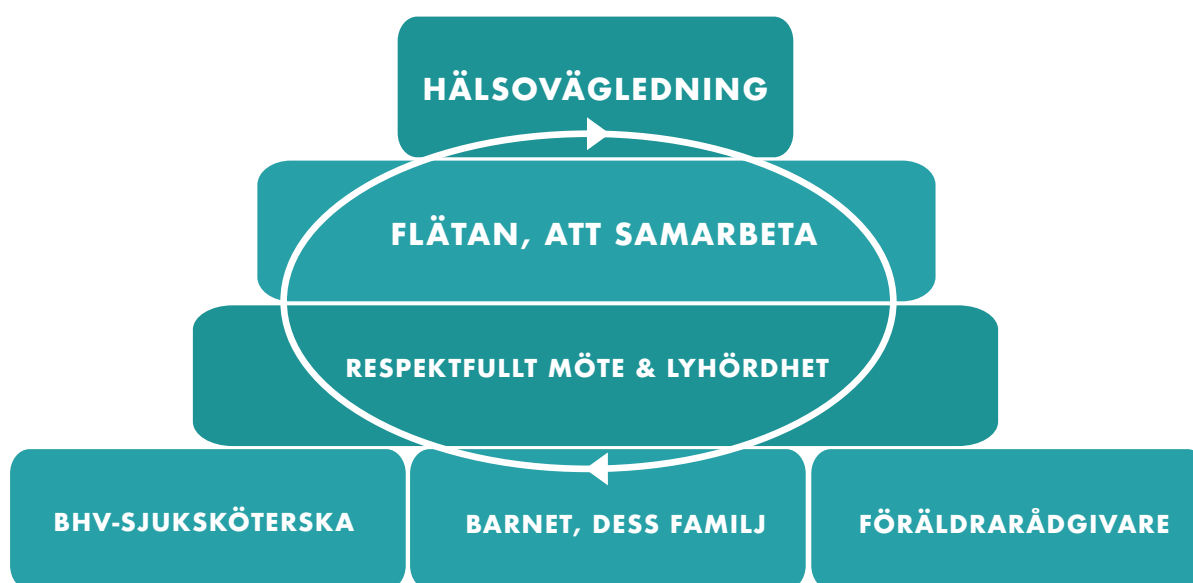 HÄLSOVÄGLEDNING
FLÄTAN, ATT SAMARBETA
RESPEKTFULLT MÖTE & LYHÖRDHET
BHV-SJUKSKÖTERSKA
BARNET, DESS FAMILJ
FÖRÄLDRARÅDGIVARE